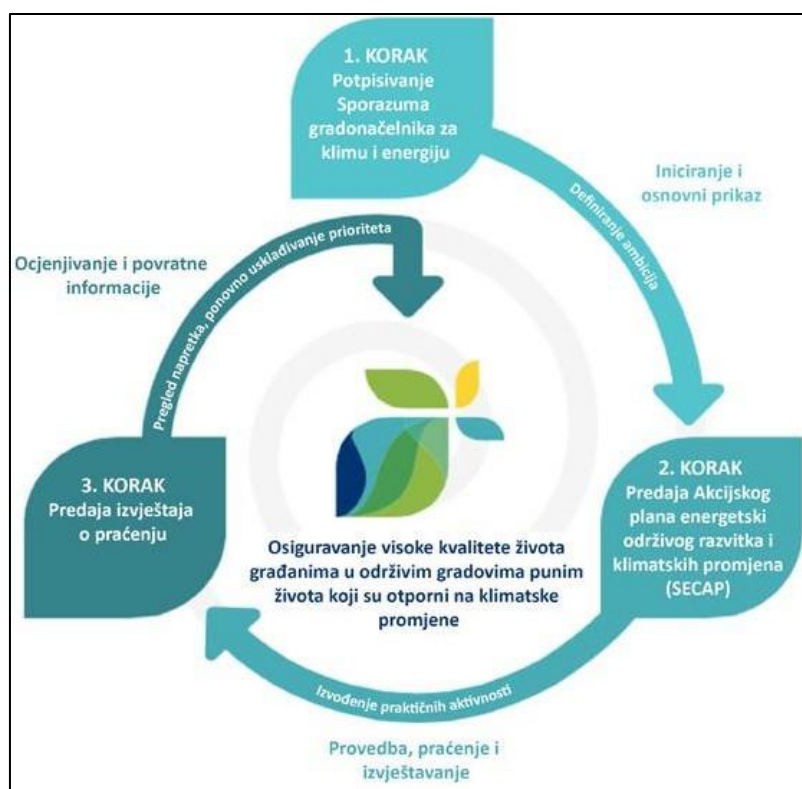 1. KORAK
Potpisivanje
Sporazuma
gradonačelnika za
klimu i energiju
Iniciranje i
osnovni prikaz
Definiranje ambicija
2. KORAK
Predaja Akcijskog
plana energetski
održivog razvitka i
klimatskih promjena
(SECAP)
Izvođenje praktičnih aktivnosti
Provedba, praćenje i
izvještavanje
3. KORAK
Predaja izvještaja
o praćenju
Ocjenjivanje i povratne
informacije
Pregled napretka, ponovno usklađivanje prioriteta
Osiguravanje visoke kvalitete života
građanima u održivim gradovima punim
života koji su otporni na klimatske
promjene